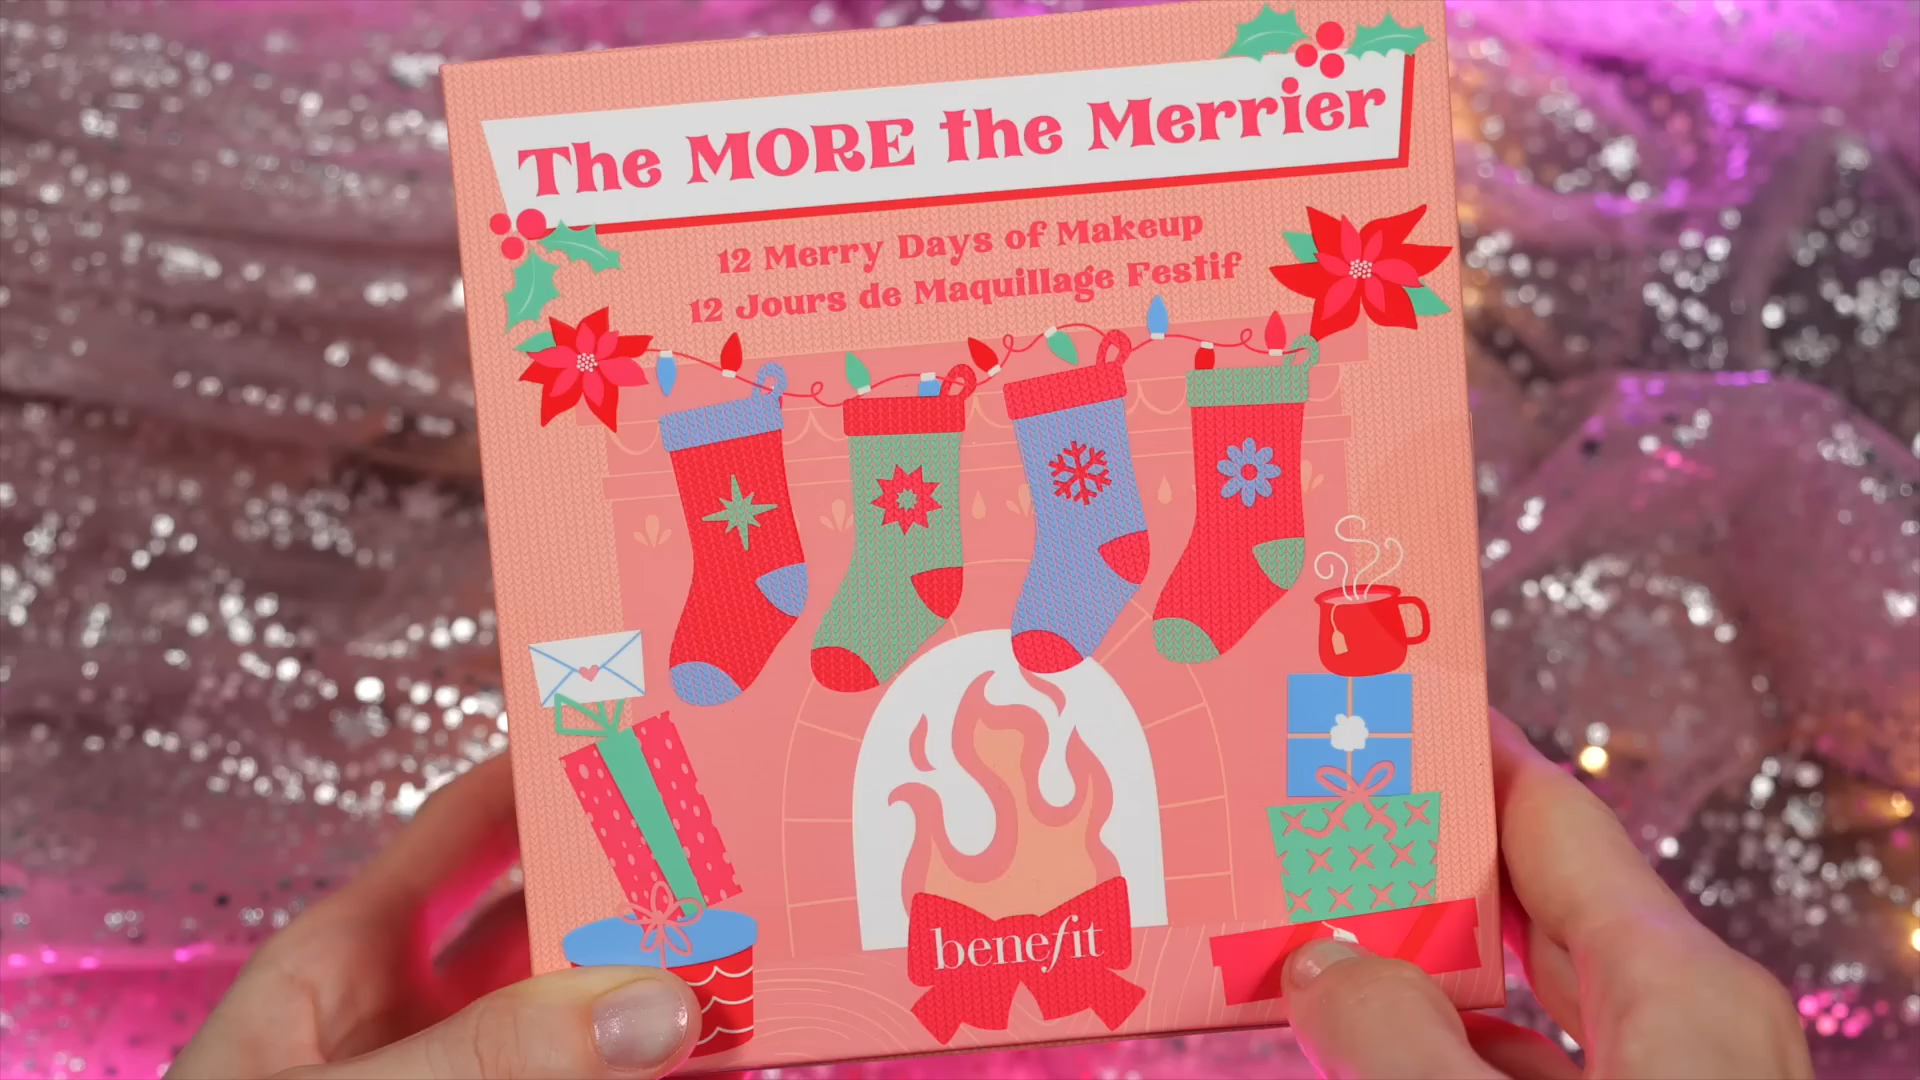 The MORE the Merrier
12 Merry Days of Makeup
12 Jours de Maquillage Festif
benefit